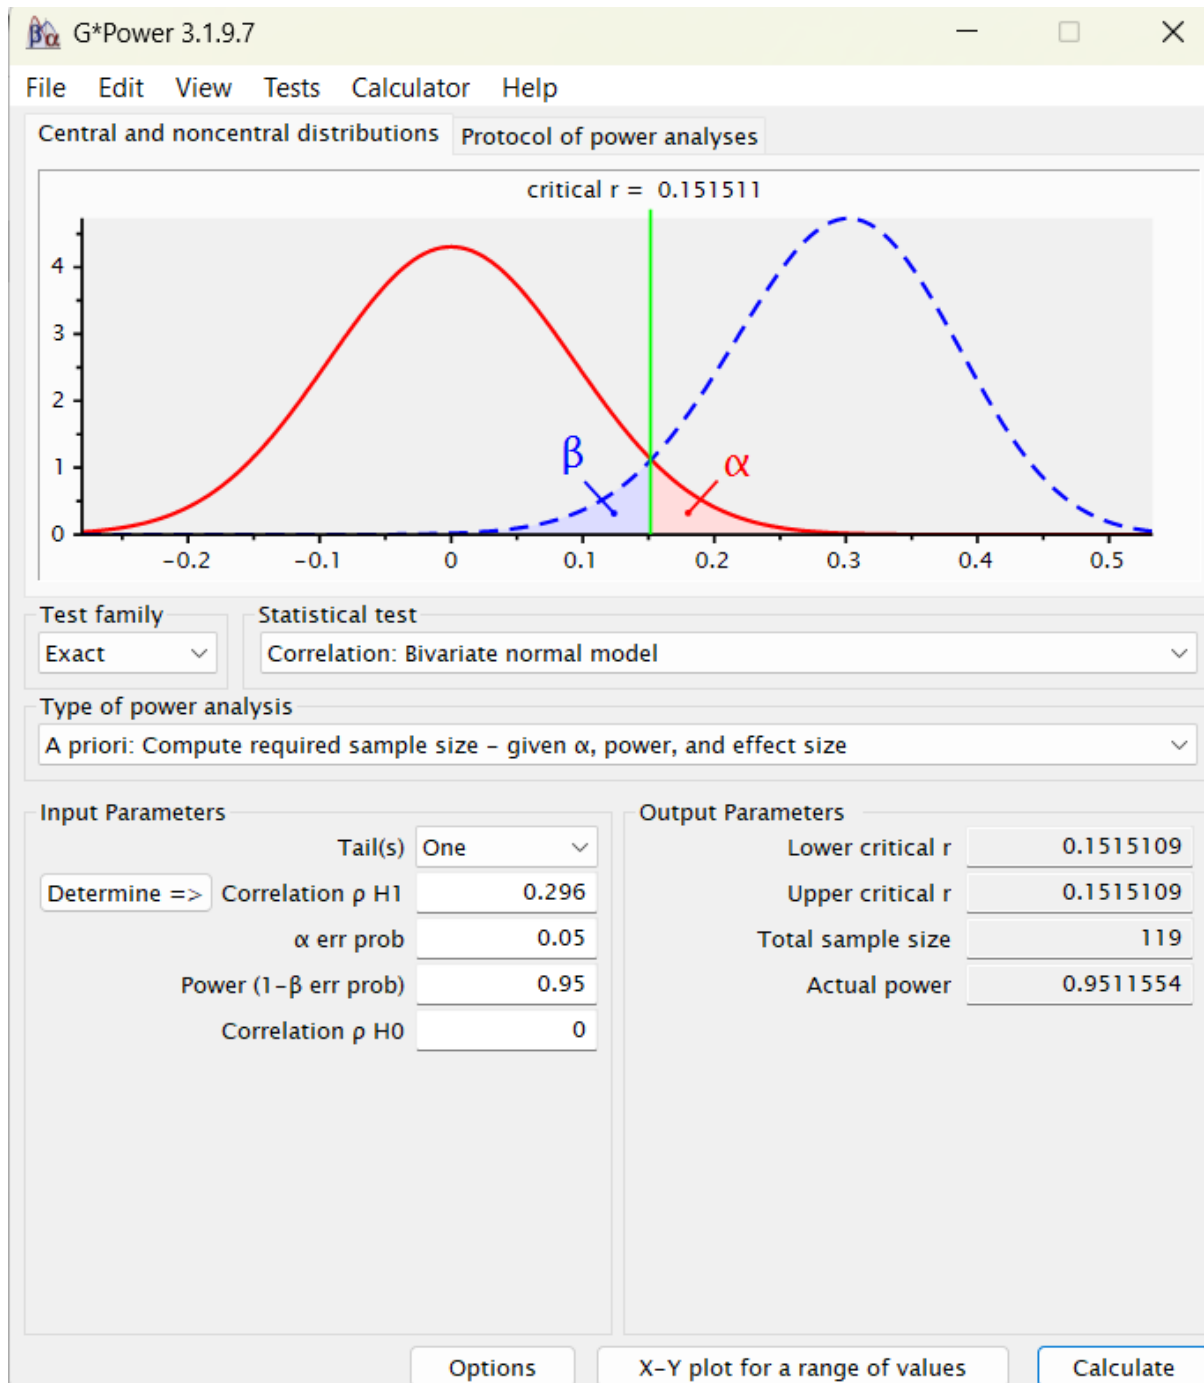 G*Power 3.1.9.7
File Edit View Tests Calculator Help
Central and noncentral distributions Protocol of power analyses
critical r = 0.151511
4
3
2
1
0
β α
-0.2 -0.1 0 0.1 0.2 0.3 0.4 0.5
Test family Statistical test
Exact Correlation: Bivariate normal model
Type of power analysis
A priori: Compute required sample size – given α, power, and effect size
Input Parameters Output Parameters
Tail(s) One Lower critical r 0.1515109
Determine => Correlation ρ H1 0.296 Upper critical r 0.1515109
α err prob 0.05 Total sample size 119
Power (1-β err prob) 0.95 Actual power 0.9511554
Correlation ρ H0 0
Options X-Y plot for a range of values Calculate